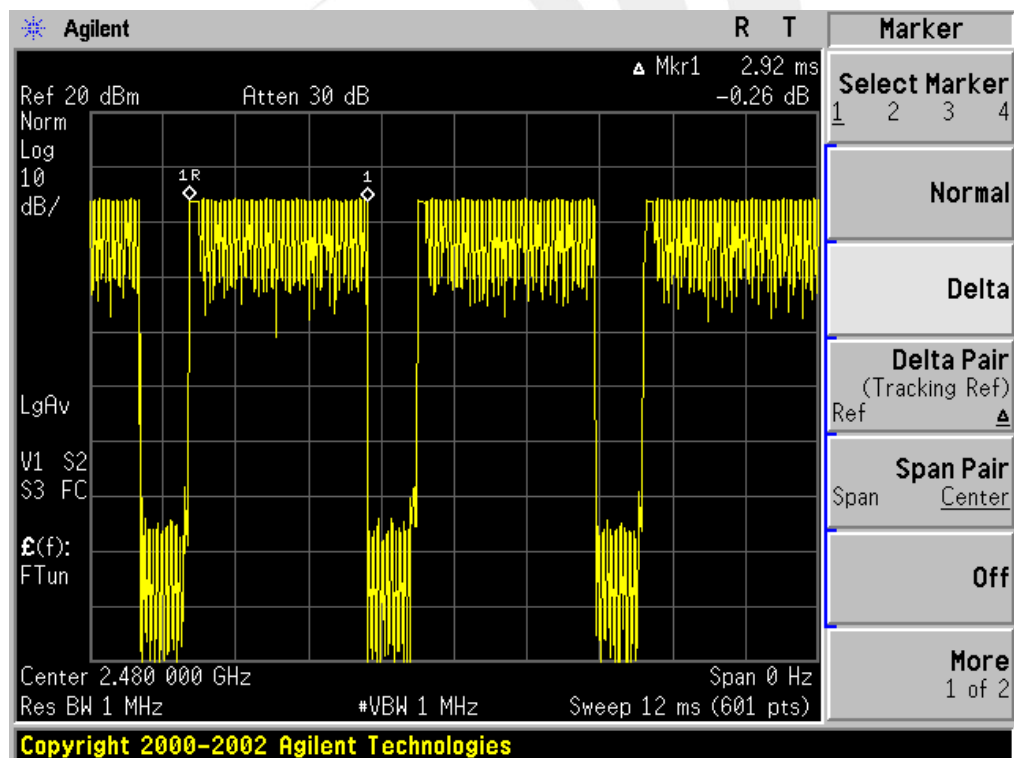 Agilent R T
Marker
▲ Mkr1 2.92 ms
Ref 20 dBm Atten 30 dB -0.26 dB
Norm
Log
10
dB/
1R
1
LgAv
V1 S2
S3 FC
£(f):
FTun
Center 2.480 000 GHz Span 0 Hz
Res BW 1 MHz #VBW 1 MHz Sweep 12 ms (601 pts)
Copyright 2000-2002 Agilent Technologies
Select Marker
1 2 3 4
Normal
Delta
Delta Pair
(Tracking Ref)
Ref ▲
Span Pair
Span Center
Off
More
1 of 2